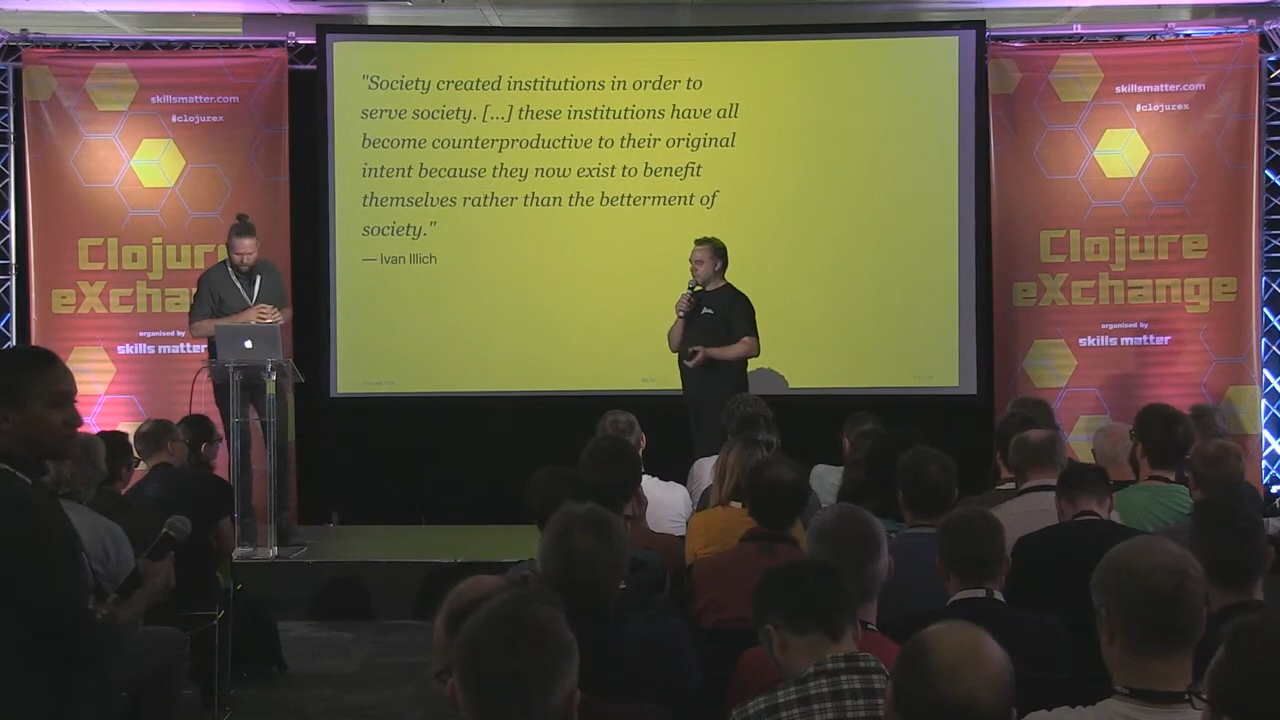 skillsmatter.com
#clojurex
Clojur
eXcha
organised by
skills matter
"Society created institutions in order to
serve society. [...] these institutions have all
become counterproductive to their original
intent because they now exist to benefit
themselves rather than the betterment of
society."
— Ivan Illich
skillsmatter.com
#clojurex
Clojure
eXchange
organised by
skills matter